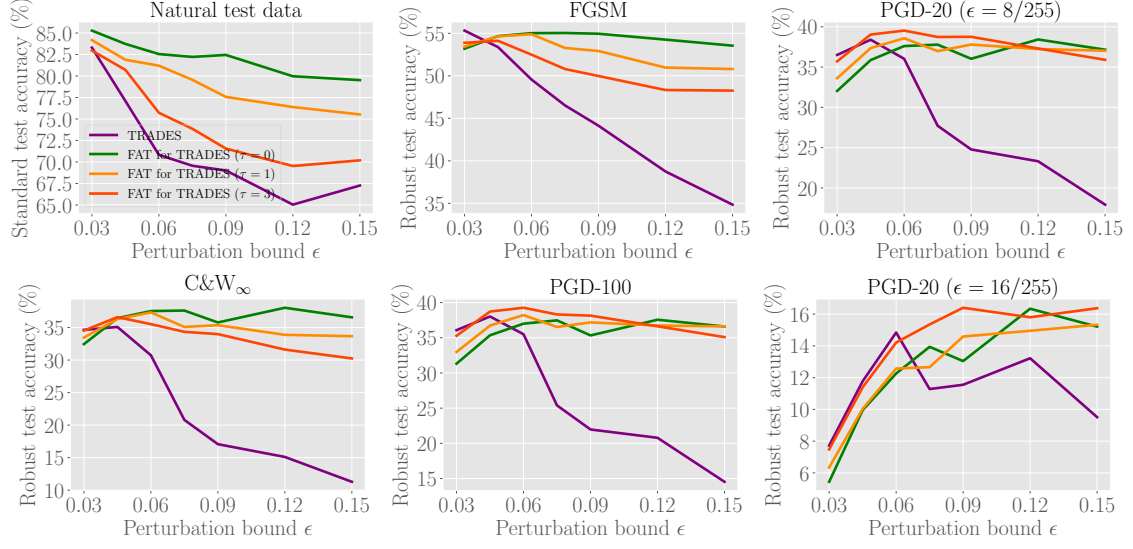 Natural test data
Standard test accuracy (%)
85.0
82.5
80.0
77.5
75.0
72.5
70.0
67.5
65.0
TRADES
FAT for TRADES (τ = 0)
FAT for TRADES (τ = 1)
FAT for TRADES (τ = 3)
0.03 0.06 0.09 0.12 0.15
Perturbation bound ϵ
FGSM
Robust test accuracy (%)
55
50
45
40
35
0.03 0.06 0.09 0.12 0.15
Perturbation bound ϵ
PGD-20 (ϵ = 8/255)
Robust test accuracy (%)
40
35
30
25
20
0.03 0.06 0.09 0.12 0.15
Perturbation bound ϵ
C&W∞
Robust test accuracy (%)
35
30
25
20
15
10
0.03 0.06 0.09 0.12 0.15
Perturbation bound ϵ
PGD-100
Robust test accuracy (%)
40
35
30
25
20
15
0.03 0.06 0.09 0.12 0.15
Perturbation bound ϵ
PGD-20 (ϵ = 16/255)
Robust test accuracy (%)
16
14
12
10
8
6
0.03 0.06 0.09 0.12 0.15
Perturbation bound ϵ